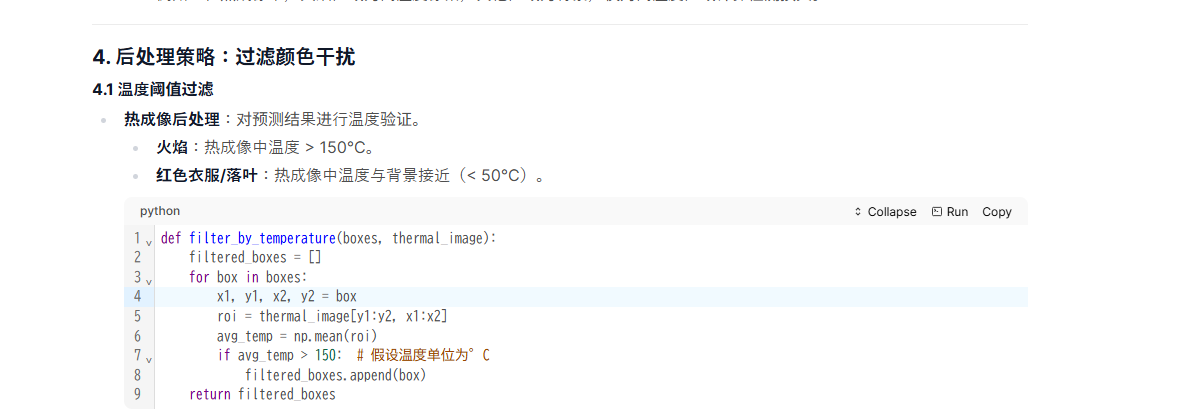 4. 后处理策略：过滤颜色干扰
4.1 温度阈值过滤
热成像后处理：对预测结果进行温度验证。
火焰：热成像中温度 > 150°C。
红色衣服/落叶：热成像中温度与背景接近（< 50°C）。
python
Collapse Run Copy
1 def filter_by_temperature(boxes, thermal_image):
2 filtered_boxes = []
3 for box in boxes:
4 x1, y1, x2, y2 = box
5 roi = thermal_image[y1:y2, x1:x2]
6 avg_temp = np.mean(roi)
7 if avg_temp > 150: # 假设温度单位为°C
8 filtered_boxes.append(box)
9 return filtered_boxes